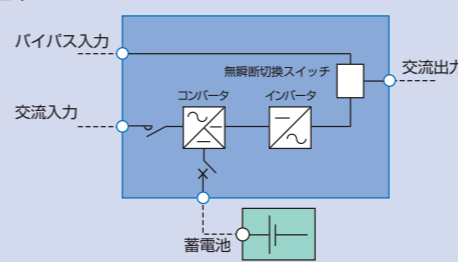 バイパス入力
無瞬断切換スイッチ
交流出力
コンバータ
インバータ
交流入力
蓄電池